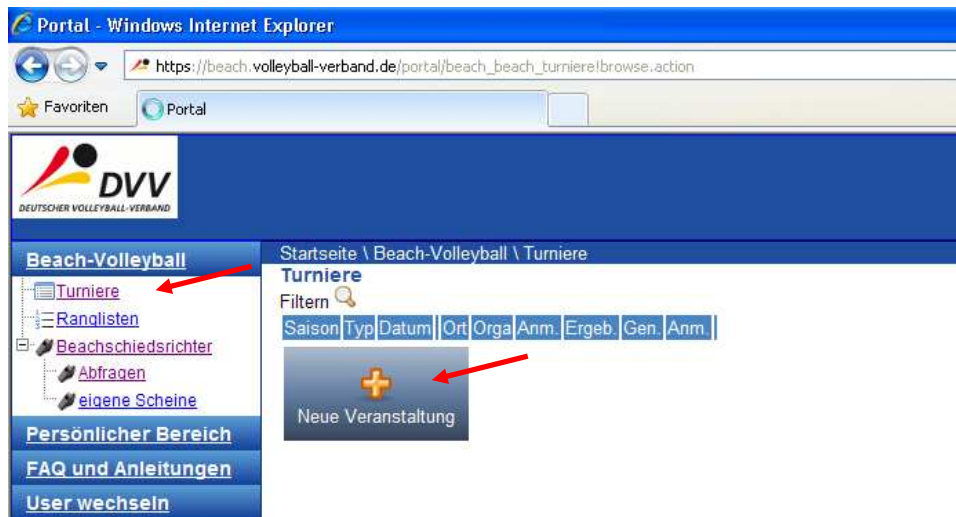 Portal - Windows Internet Explorer
https://beach.volleyball-verband.de/portal/beach_beach_turniere!browse.action
Favoriten
Portal
DVV
DEUTSCHER VOLLEYBALL-VERBAND
Beach-Volleyball
Turniere
Ranglisten
Beachschiedsrichter
Abfragen
eigene Scheine
Persönlicher Bereich
FAQ und Anleitungen
User wechseln
Startseite \ Beach-Volleyball \ Turniere
Turniere
Filtern
Saison Typ Datum Ort Orga Anm. Ergeb. Gen. Anm.
Neue Veranstaltung